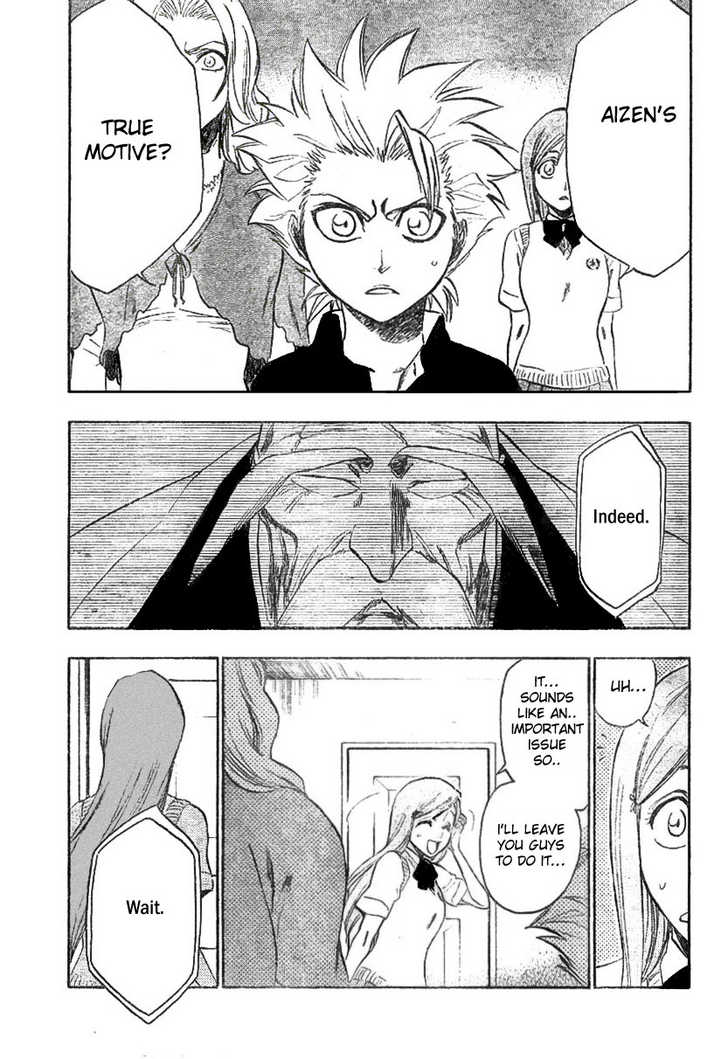 AIZEN'S
TRUE
MOTIVE?
Indeed.
UH...
IT...
SOUNDS
LIKE AN..
IMPORTANT
ISSUE
SO..
I'LL LEAVE
YOU GUYS
TO DO IT...
Wait.